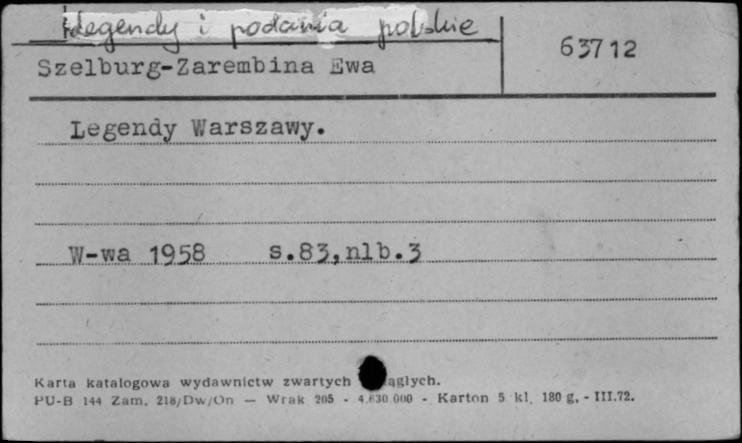 Legendy i podania polskie
63712
Szelburg-Zarembina Ewa
Legendy Warszawy.
W-wa 1958 s.83,nlb.3
Karta katalogowa wydawnictw zwartych i ciągłych.
PU-B 144 Zam. 218/Dw/On — Wrak 205 - 4.630.000 - Karton 5 kl. 180 g. - III.72.